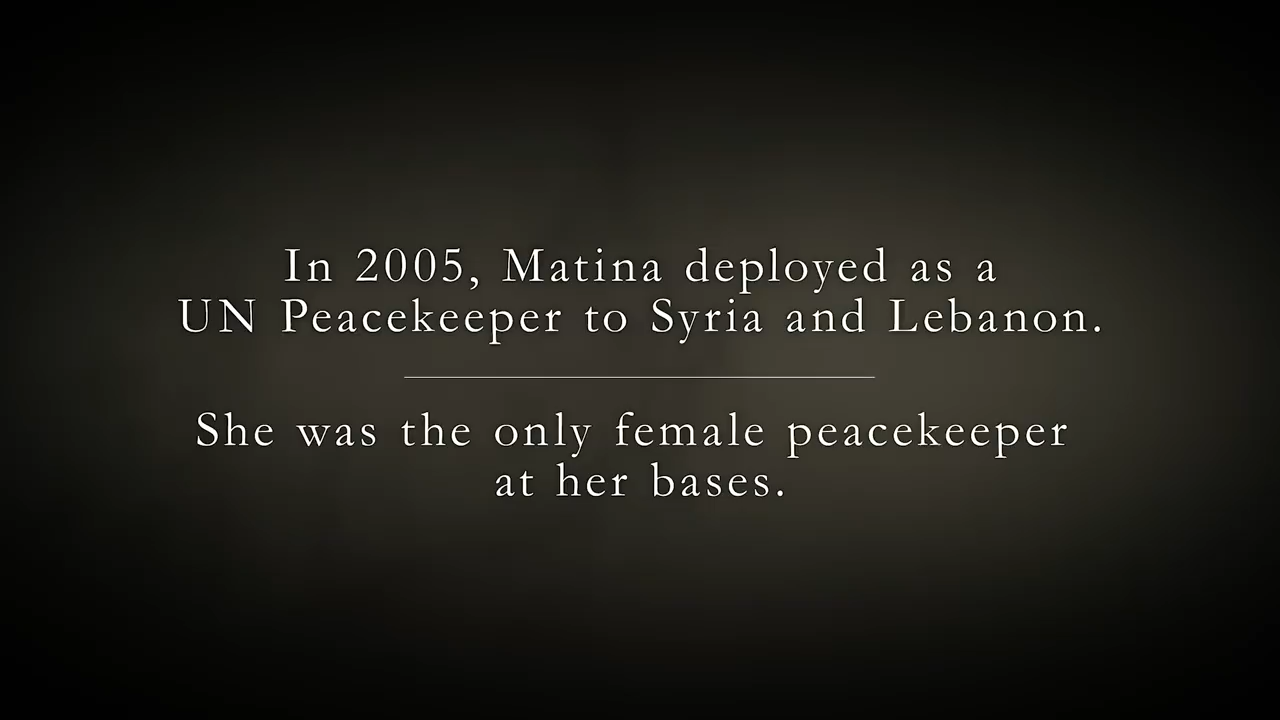 In 2005, Matina deployed as a
UN Peacekeeper to Syria and Lebanon.
She was the only female peacekeeper
at her bases.